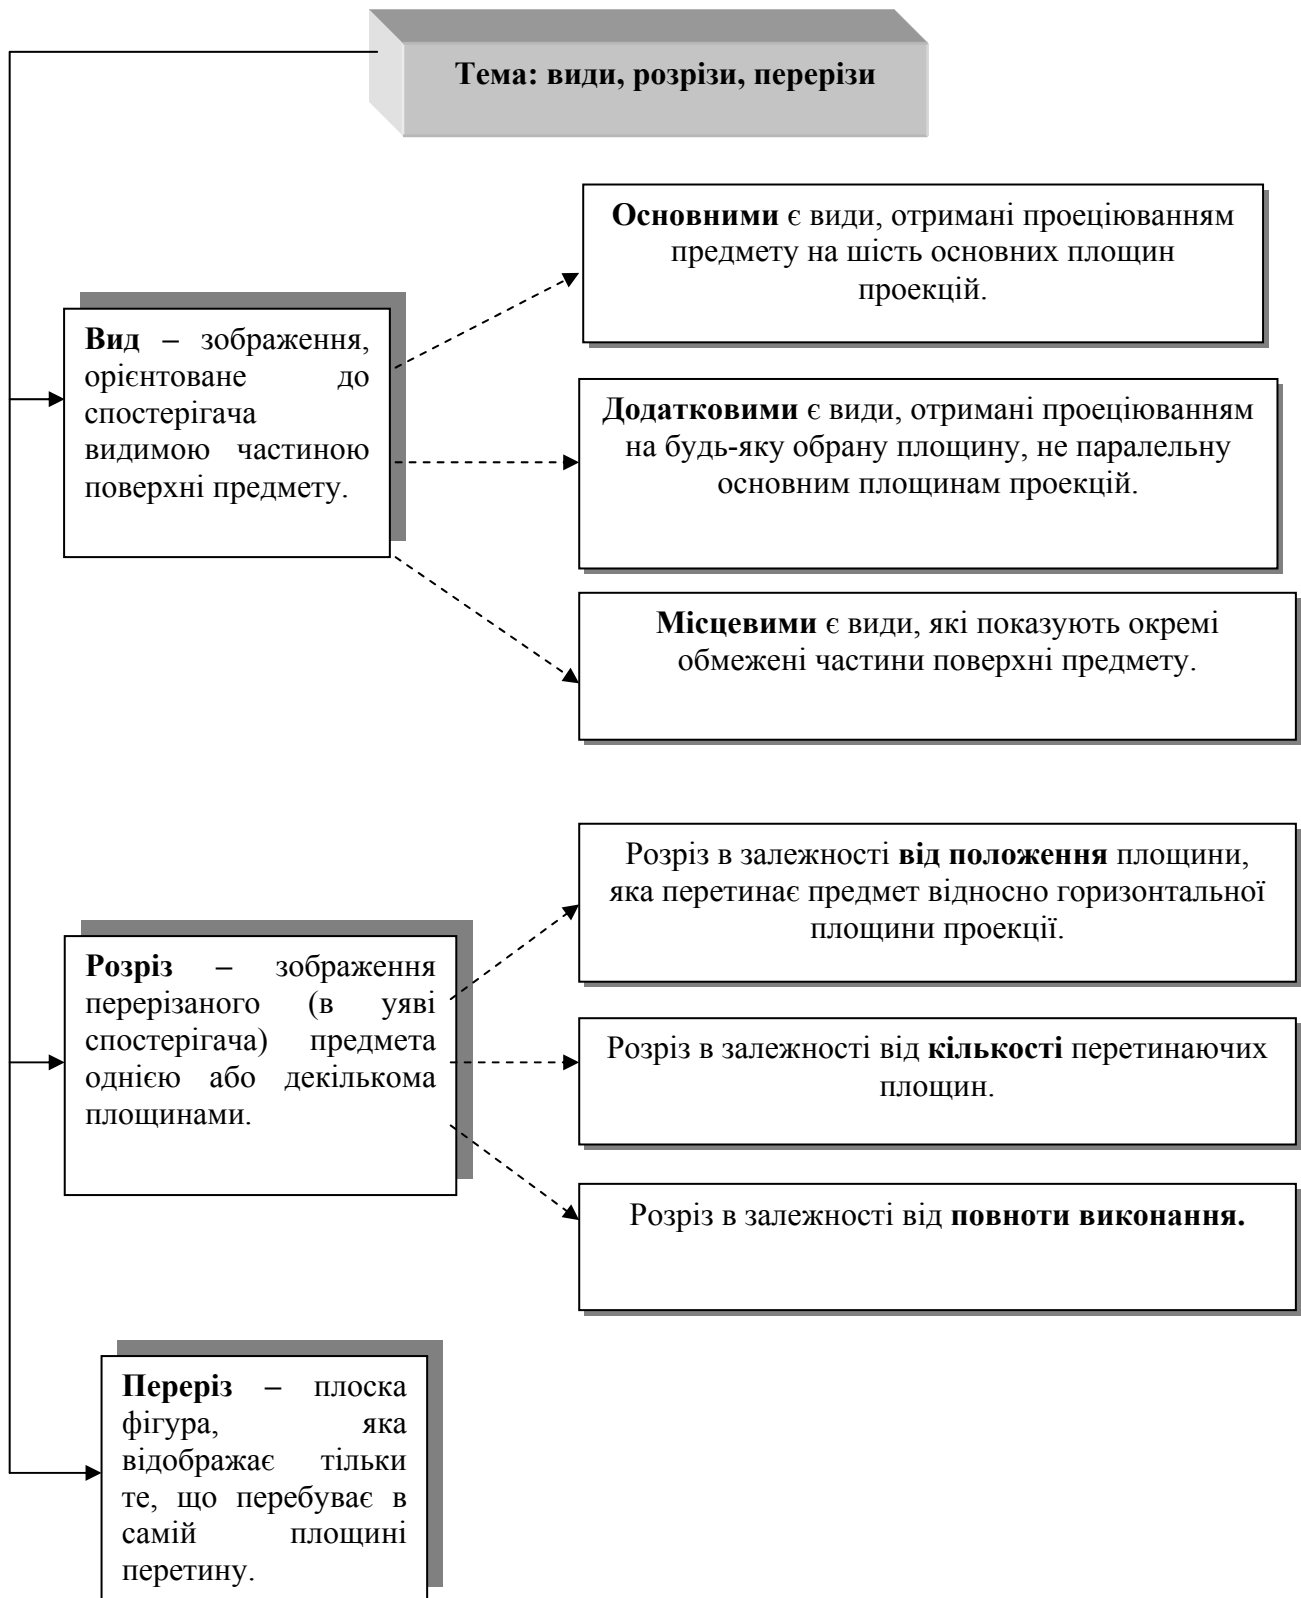 Тема: види, розрізи, перерізи
Основними є види, отримані проеціюванням
предмету на шість основних площин
проекцій.
Вид – зображення,
орієнтоване до
спостерігача
видимою частиною
поверхні предмету.
Додатковими є види, отримані проеціюванням
на будь-яку обрану площину, не паралельну
основним площинам проекцій.
Місцевими є види, які показують окремі
обмежені частини поверхні предмету.
Розріз в залежності від положення площини,
яка перетинає предмет відносно горизонтальної
площини проекції.
Розріз – зображення
перерізаного (в уяві
спостерігача) предмета
однією або декількома
площинами.
Розріз в залежності від кількості перетинаючих
площин.
Розріз в залежності від повноти виконання.
Переріз – плоска
фігура, яка
відображає тільки
те, що перебуває в
самій площині
перетину.